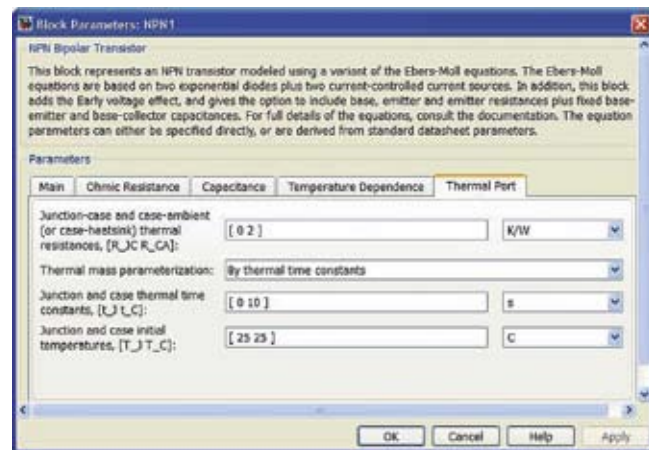 Block Parameters: NPN1
NPN Bipolar Transistor
This block represents an NPN transistor modeled using a variant of the Ebers-Moll equations. The Ebers-Moll
equations are based on two exponential diodes plus two current-controlled current sources. In addition, this block
adds the Early voltage effect, and gives the option to include base, emitter and emitter resistances plus fixed base-
emitter and base-collector capacitances. For full details of the equations, consult the documentation. The equation
parameters can either be specified directly, or are derived from standard datasheet parameters.
Parameters
Main Ohmic Resistance Capacitance Temperature Dependence Thermal Port
Junction-case and case-ambient
(or case-heatsink) thermal
resistances, [R_JC R_CA]:
[ 0 2 ] K/W
Thermal mass parameterization: By thermal time constants
Junction and case thermal time
constants, [t_J t_C]:
[ 0 10 ] s
Junction and case initial
temperatures, [T_J T_C]:
[ 25 25 ] C
OK Cancel Help Apply